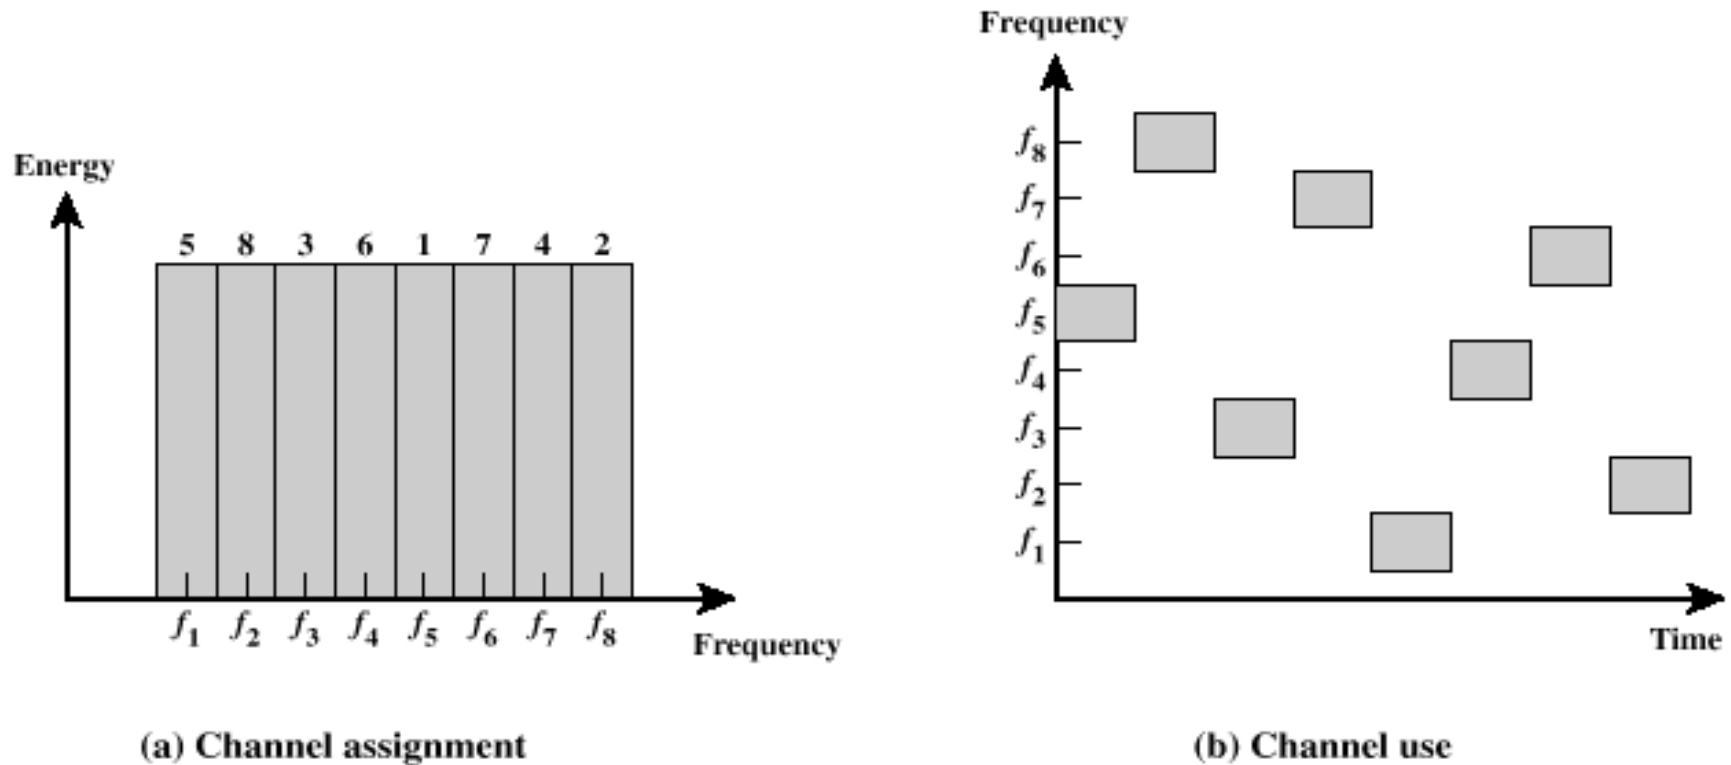 Energy
5 8 3 6 1 7 4 2
f1 f2 f3 f4 f5 f6 f7 f8
Frequency
(a) Channel assignment
Frequency
f8
f7
f6
f5
f4
f3
f2
f1
Time
(b) Channel use